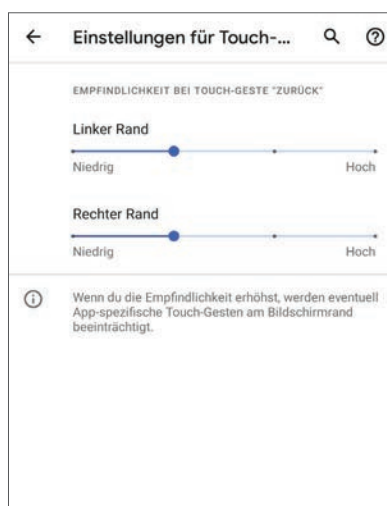 Einstellungen für Touch-...
EMPFINDLICHKEIT BEI TOUCH-GESTE "ZURÜCK"
Linker Rand
Niedrig Hoch
Rechter Rand
Niedrig Hoch
Wenn du die Empfindlichkeit erhöhst, werden eventuell
App-spezifische Touch-Gesten am Bildschirmrand
beeinträchtigt.